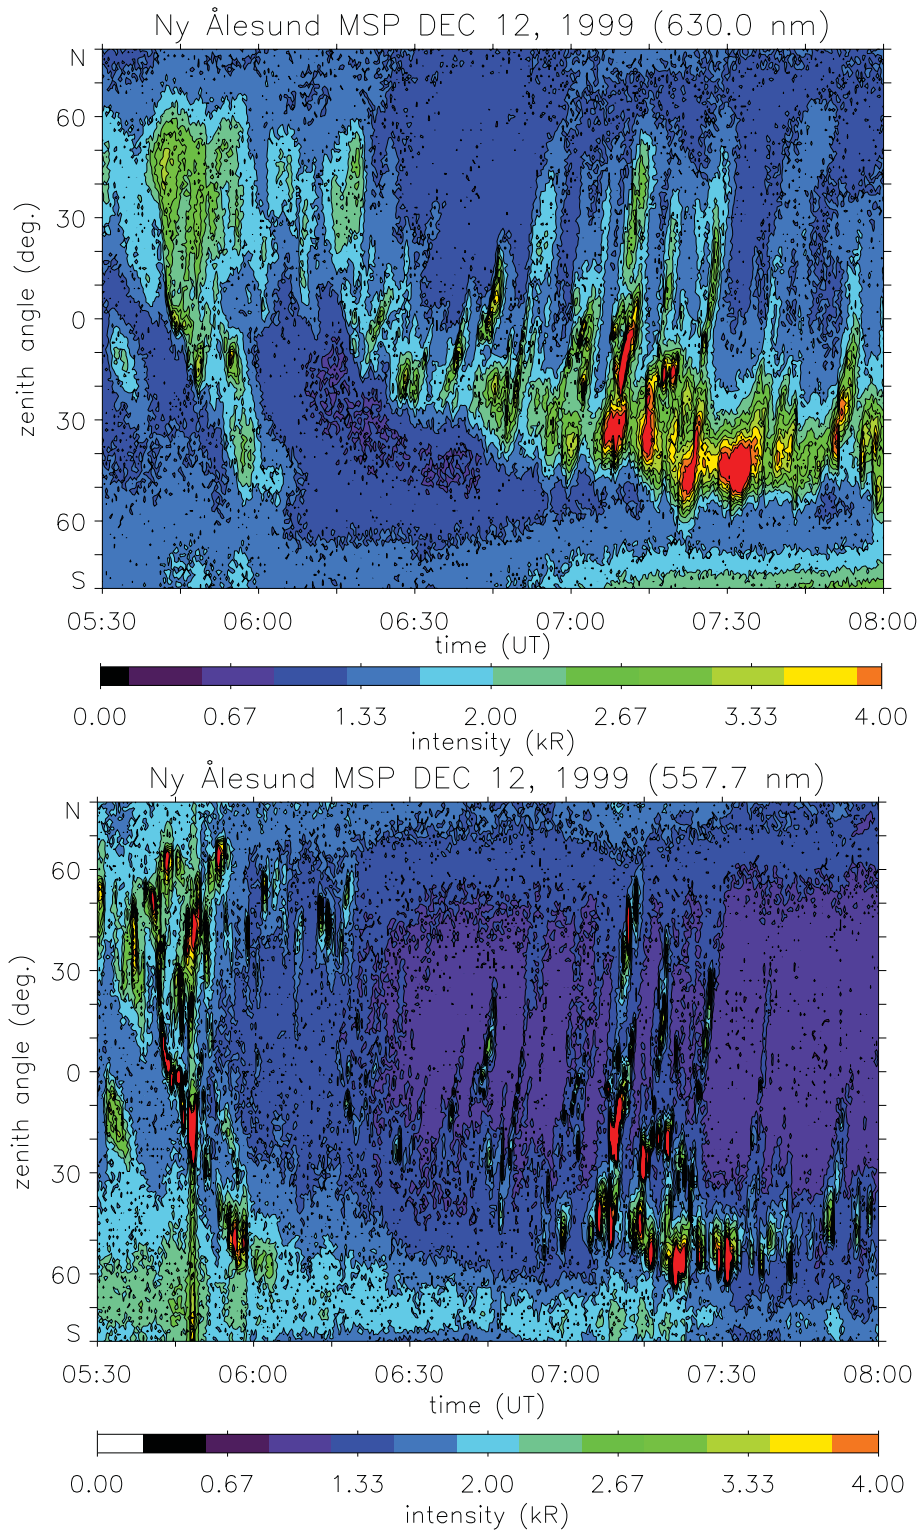 Ny Ålesund MSP DEC 12, 1999 (630.0 nm)
N
60
30
0
30
60
S
zenith angle (deg.)
05:30 06:00 06:30 07:00 07:30 08:00
time (UT)
0.00 0.67 1.33 2.00 2.67 3.33 4.00
intensity (kR)
Ny Ålesund MSP DEC 12, 1999 (557.7 nm)
N
60
30
0
30
60
S
zenith angle (deg.)
05:30 06:00 06:30 07:00 07:30 08:00
time (UT)
0.00 0.67 1.33 2.00 2.67 3.33 4.00
intensity (kR)